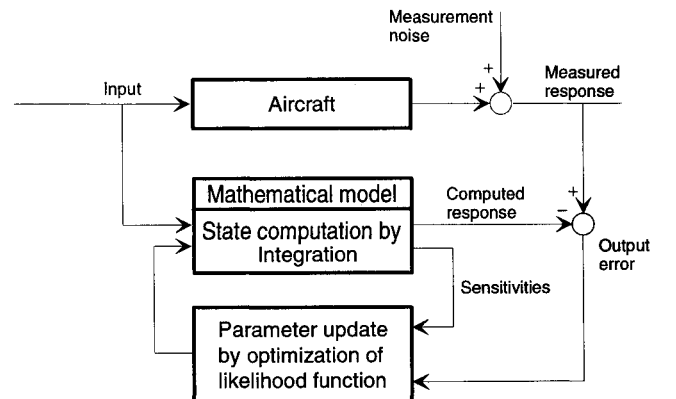 Measurement
noise
+
+
Input
Aircraft
Measured
response
Mathematical model
State computation by
Integration
Computed
response
+
−
Output
error
Sensitivities
Parameter update
by optimization of
likelihood function